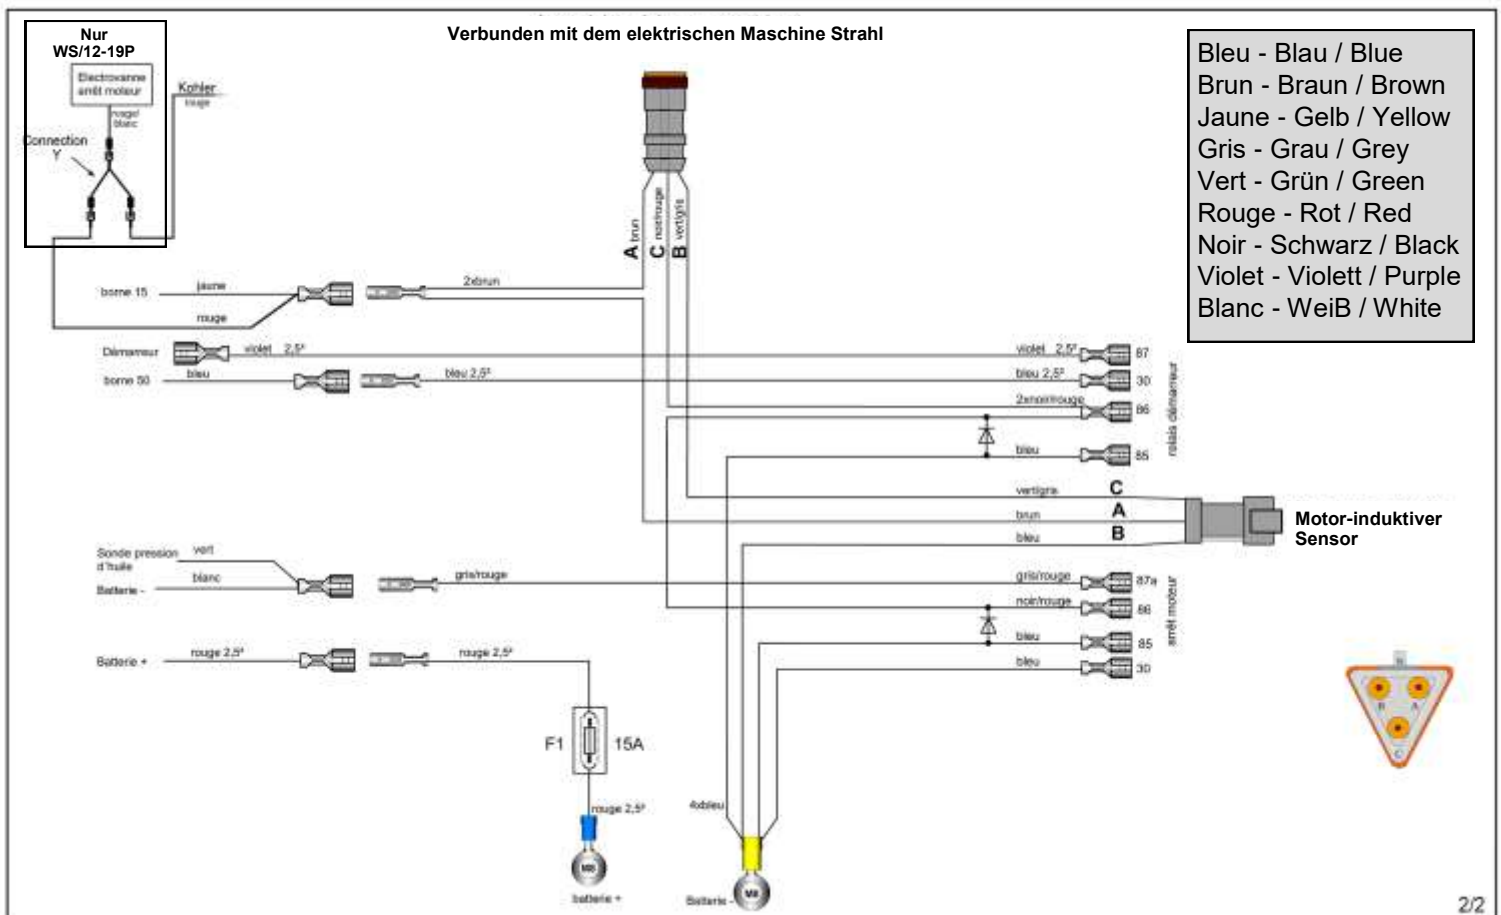 Verbunden mit dem elektrischen Maschine Strahl
Nur
WS/12-19P
Electrovanne
arrêt moteur
rouge/
blanc
Connection
Y
Kohler
rouge
Bleu - Blau / Blue
Brun - Braun / Brown
Jaune - Gelb / Yellow
Gris - Grau / Grey
Vert - Grün / Green
Rouge - Rot / Red
Noir - Schwarz / Black
Violet - Violett / Purple
Blanc - WeiB / White
A brun
C noir/rouge
B vert/gris
borne 15
jaune
2xbrun
rouge
Démarreur
violet 2,5²
violet 2,5²
87
borne 50
bleu
bleu 2,5²
bleu 2,5²
30
2xnoir/rouge
86
bleu
85
relais démarreur
vert/gris
C
brun
A
bleu
B
Motor-induktiver
Sensor
Sonde pression
d'huile
vert
Batterie -
blanc
gris/rouge
gris/rouge
87a
noir/rouge
86
bleu
85
bleu
30
arrêt moteur
Batterie +
rouge 2,5²
rouge 2,5²
F1
15A
rouge 2,5²
batterie +
4xbleu
M8
Batterie -
B
A
C
2/2